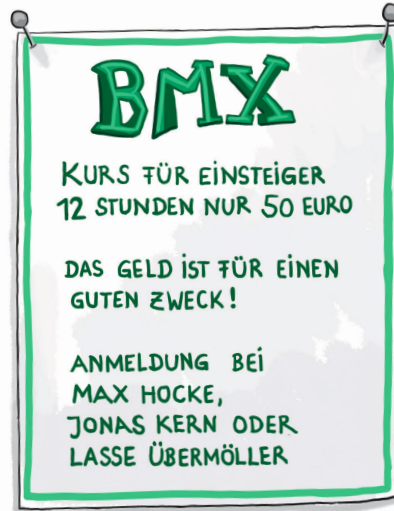 BMX
KURS FÜR EINSTEIGER
12 STUNDEN NUR 50 EURO
DAS GELD IST FÜR EINEN
GUTEN ZWECK!
ANMELDUNG BEI
MAX HOCKE,
JONAS KERN ODER
LASSE ÜBERMÖLLER